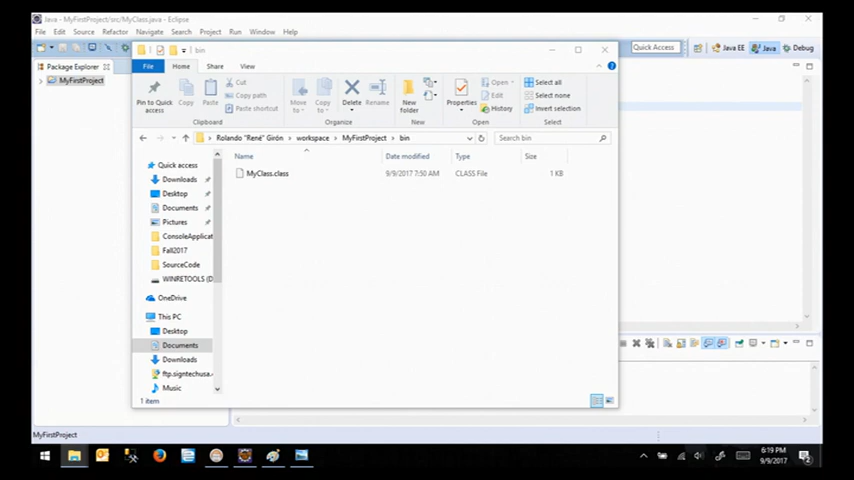 Java - MyFirstProject/src/MyClass.java - Eclipse
File Edit Source Refactor Navigate Search Project Run Window Help
Quick Access
Java EE
Java
Debug
Package Explorer
MyFirstProject
bin
File
Home
Share
View
Pin to Quick access
Copy
Paste
Cut
Copy path
Paste shortcut
Clipboard
Move to
Copy to
Delete
Rename
Organize
New folder
New
Properties
Open
Edit
History
Open
Select all
Select none
Invert selection
Select
Rolando "René" Girón
workspace
MyFirstProject
bin
Search bin
Name
Date modified
Type
Size
MyClass.class
9/9/2017 7:50 AM
CLASS File
1 KB
Quick access
Downloads
Desktop
Documents
Pictures
ConsoleApplicat
Fall2017
SourceCode
WINRETOOLS (D
OneDrive
This PC
Desktop
Documents
Downloads
ftp.signtechusa.
Music
1 item
MyFirstProject
6:19 PM
9/9/2017